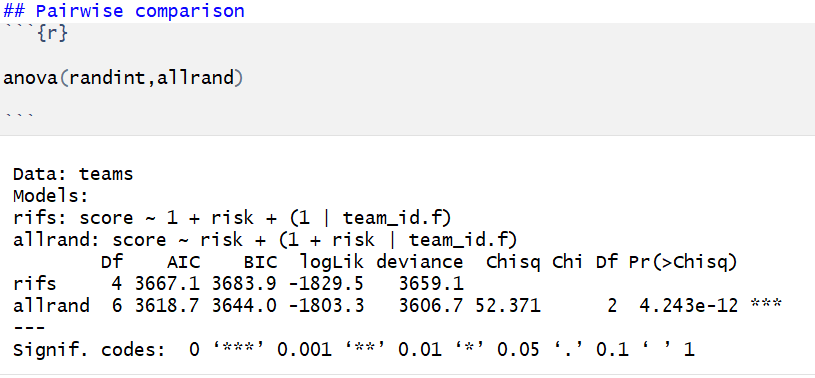 ## Pairwise comparison
```{r}
anova(randint,allrand)
```
Data: teams
Models:
rifs: score ~ 1 + risk + (1 | team_id.f)
allrand: score ~ risk + (1 + risk | team_id.f)
        Df    AIC    BIC  logLik deviance  Chisq Chi Df Pr(>Chisq)
rifs     4 3667.1 3683.9 -1829.5   3659.1
allrand  6 3618.7 3644.0 -1803.3   3606.7 52.371      2  4.243e-12 ***
---
Signif. codes:  0 ‘***’ 0.001 ‘**’ 0.01 ‘*’ 0.05 ‘.’ 0.1 ‘ ’ 1